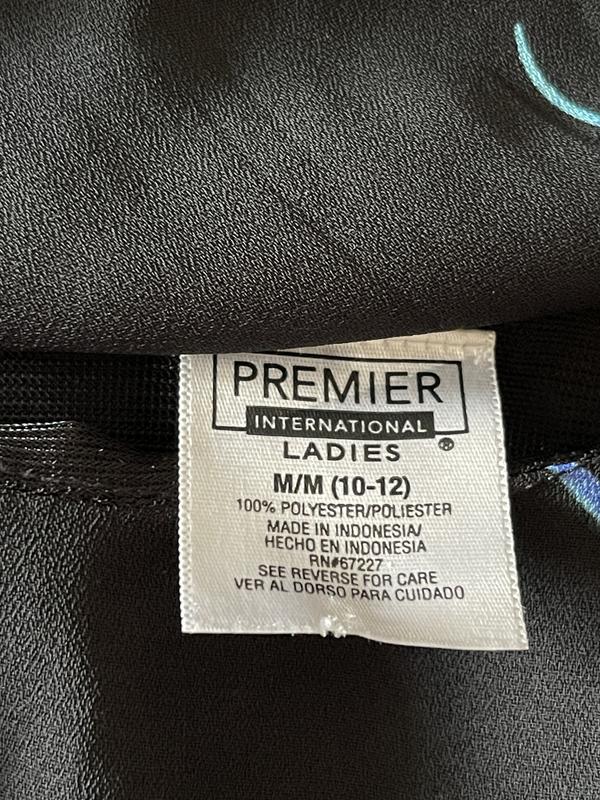 PREMIER
INTERNATIONAL
LADIES ®
M/M (10-12)
100% POLYESTER/POLIESTER
MADE IN INDONESIA/
HECHO EN INDONESIA
RN#67227
SEE REVERSE FOR CARE
VER AL DORSO PARA CUIDADO